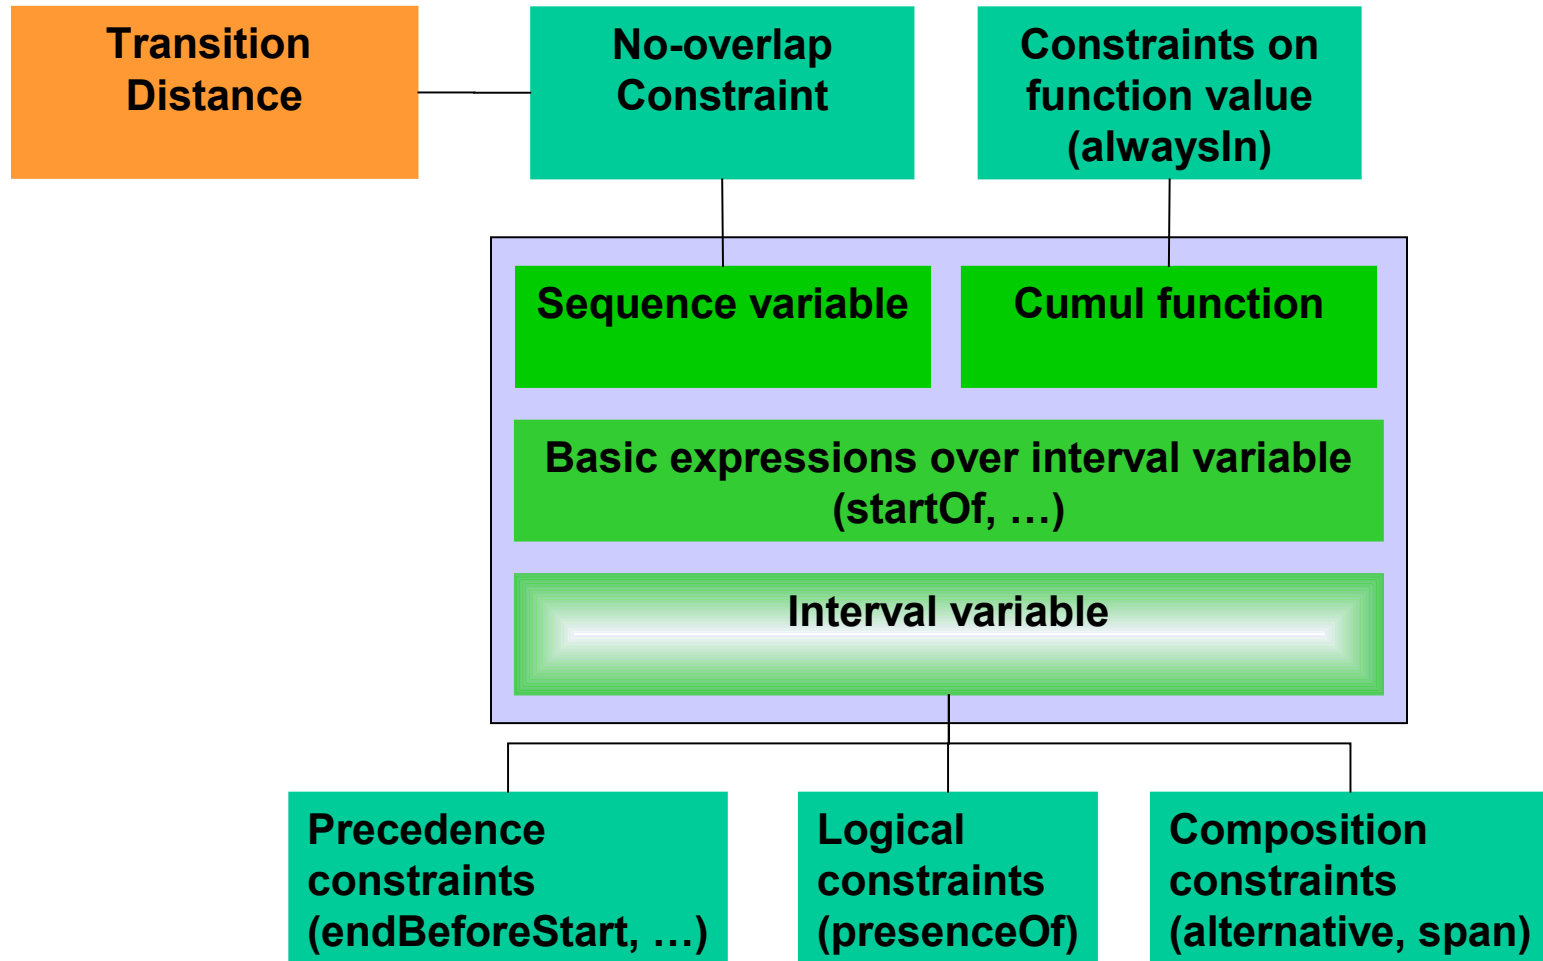 Transition
Distance
No-overlap
Constraint
Constraints on
function value
(alwaysIn)
Sequence variable
Cumul function
Basic expressions over interval variable
(startOf, …)
Interval variable
Precedence
constraints
(endBeforeStart, …)
Logical
constraints
(presenceOf)
Composition
constraints
(alternative, span)